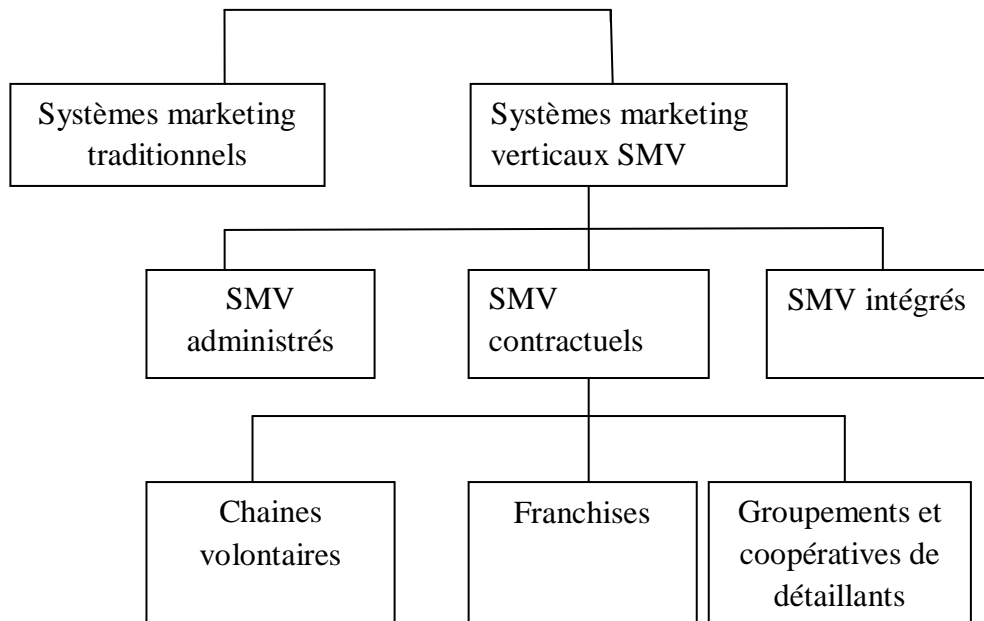 Systèmes marketing
traditionnels
Systèmes marketing
verticaux SMV
SMV
administrés
SMV
contractuels
SMV intégrés
Chaines
volontaires
Franchises
Groupements et
coopératives de
détaillants